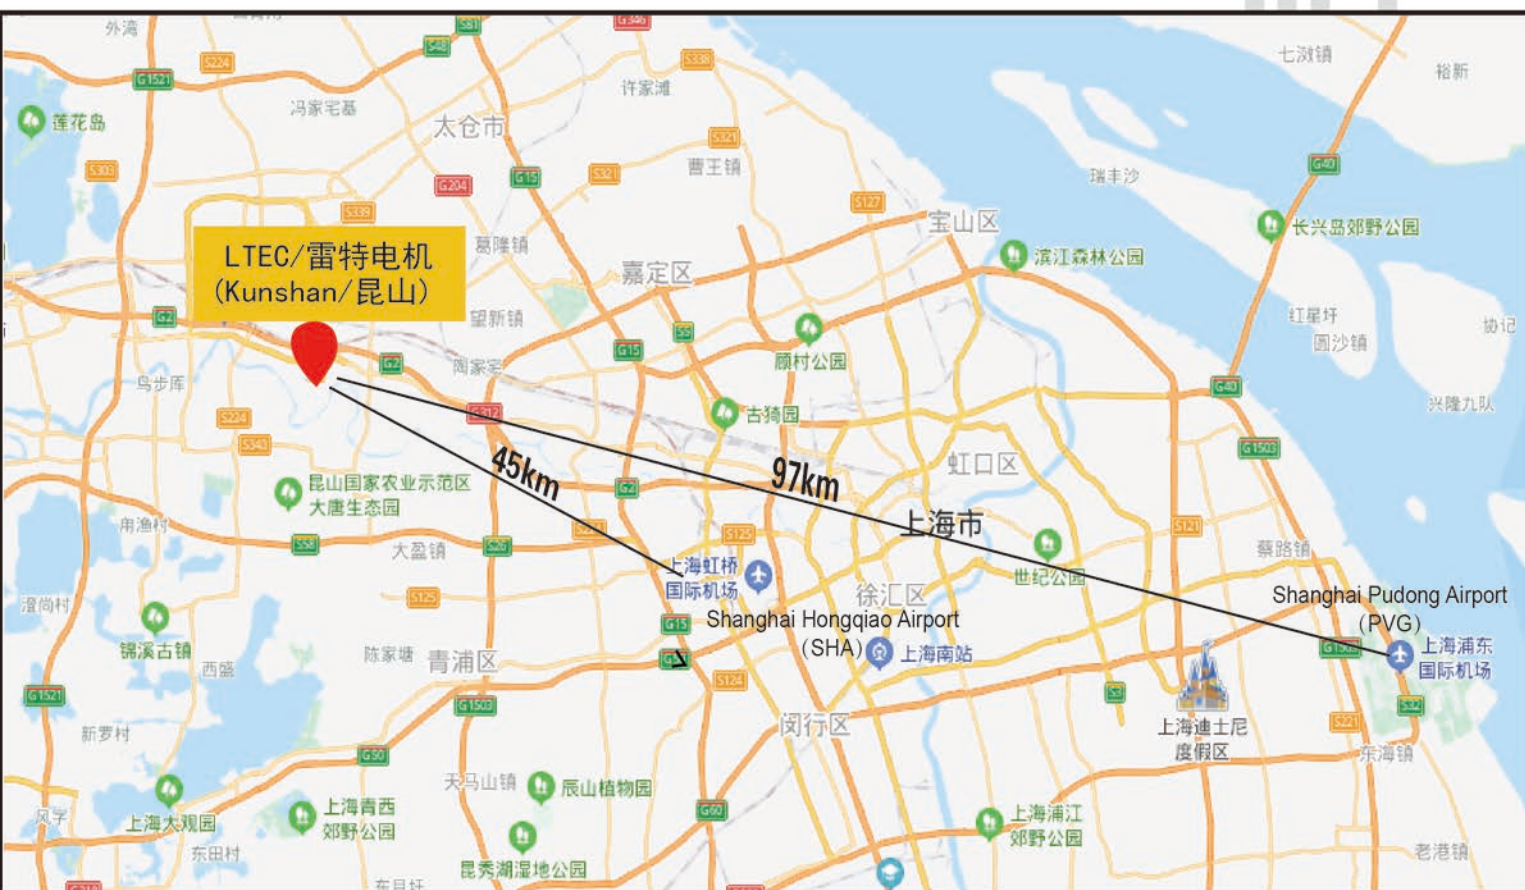 外湾
S81
G346
S48
七滧镇
S224
S338
裕新
G1521
许家滩
冯家宅基
莲花岛
太仓市
S321
G40
曹王镇
S303
S321
G15
瑞丰沙
G204
S127
S339
宝山区
长兴岛郊野公园
LTEC/雷特电机
(Kunshan/昆山)
葛隆镇
滨江森林公园
嘉定区
G2
望新镇
红星圩
协记
S5
顾村公园
圆沙镇
G15
G2
陶家宅
鸟步厍
G40
兴隆九队
S224
G312
古猗园
S343
G1503
45km
97km
虹口区
昆山国家农业示范区
大唐生态园
G2
甪渔村
上海市
S121
S125
S58
大盈镇
S26
世纪公园
蔡路镇
上海虹桥
国际机场
徐汇区
Shanghai Pudong Airport
(PVG)
S125
澄尚村
锦溪古镇
Shanghai Hongqiao Airport
(SHA)
G15
上海南站
上海浦东
国际机场
陈家塘
青浦区
西盛
S124
G1521
G1503
S3
S32
闵行区
上海迪士尼
度假区
S221
新罗村
东海镇
G50
天马山镇
辰山植物园
上海大观园
上海青西
郊野公园
G60
上海浦江
郊野公园
东田村
昆秀湖湿地公园
老港镇